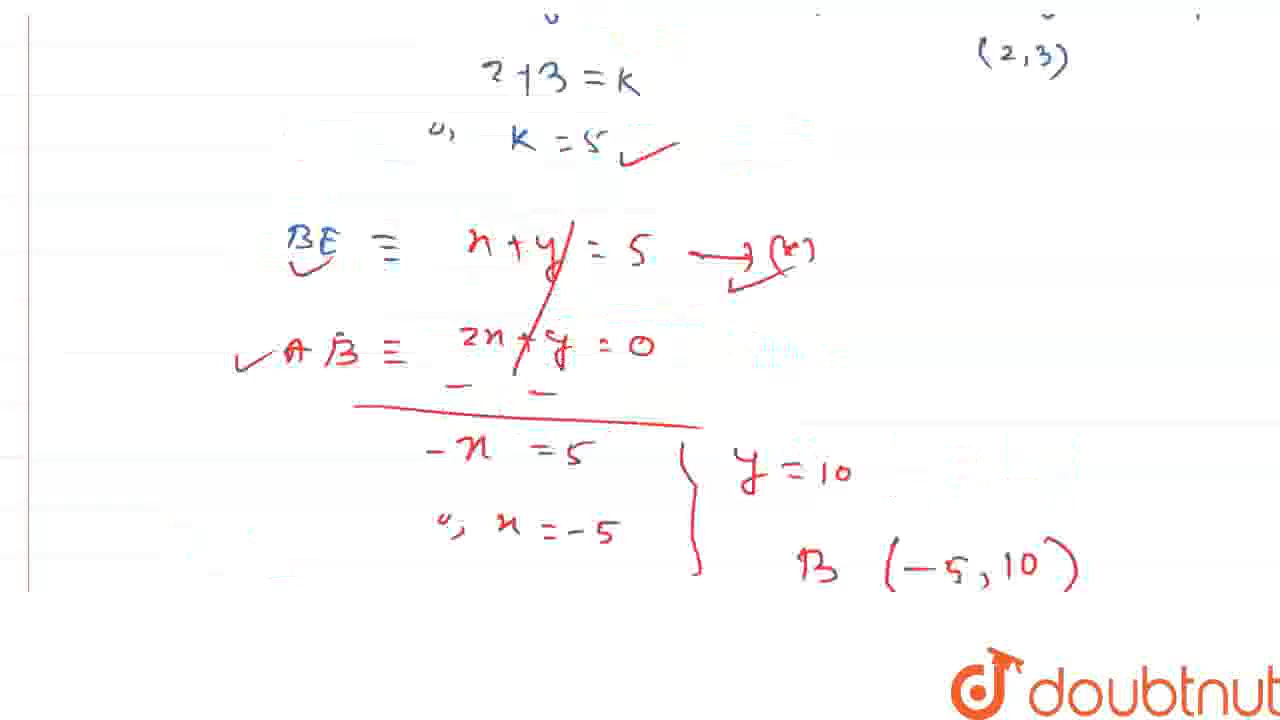 (2,3)
2+3=K
K=5
BE ≡ x+y=5 → (*)
AB ≡ 2x+y=0
- -
-x =5
y=10
x=-5
B (-5,10)
doubtnut